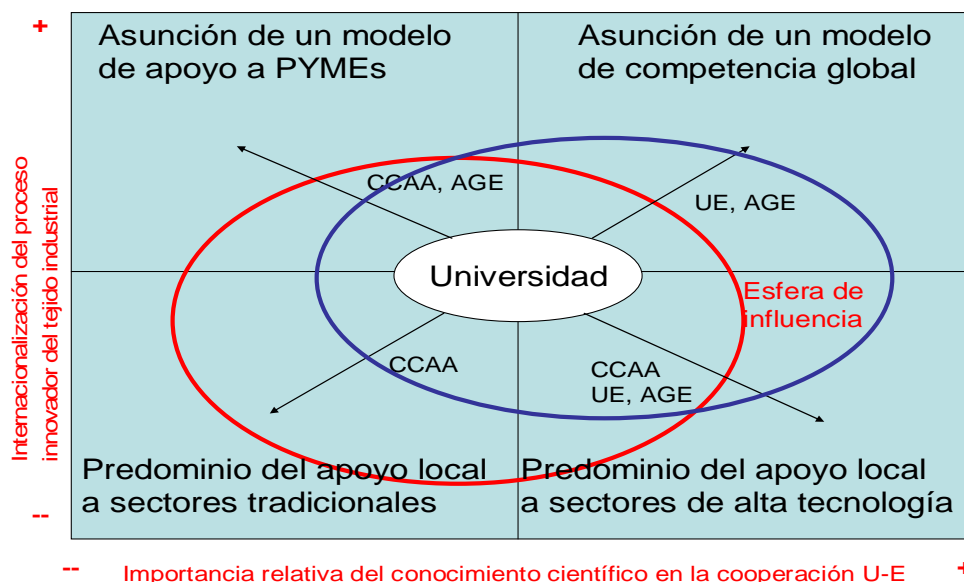 +
Asunción de un modelo
de apoyo a PYMEs
Asunción de un modelo
de competencia global
CCAA, AGE
UE, AGE
Internacionalización del proceso
innovador del tejido industrial
Universidad
Esfera de
influencia
CCAA
CCAA
UE, AGE
Predominio del apoyo local
a sectores tradicionales
Predominio del apoyo local
a sectores de alta tecnología
--
--
Importancia relativa del conocimiento científico en la cooperación U-E
+